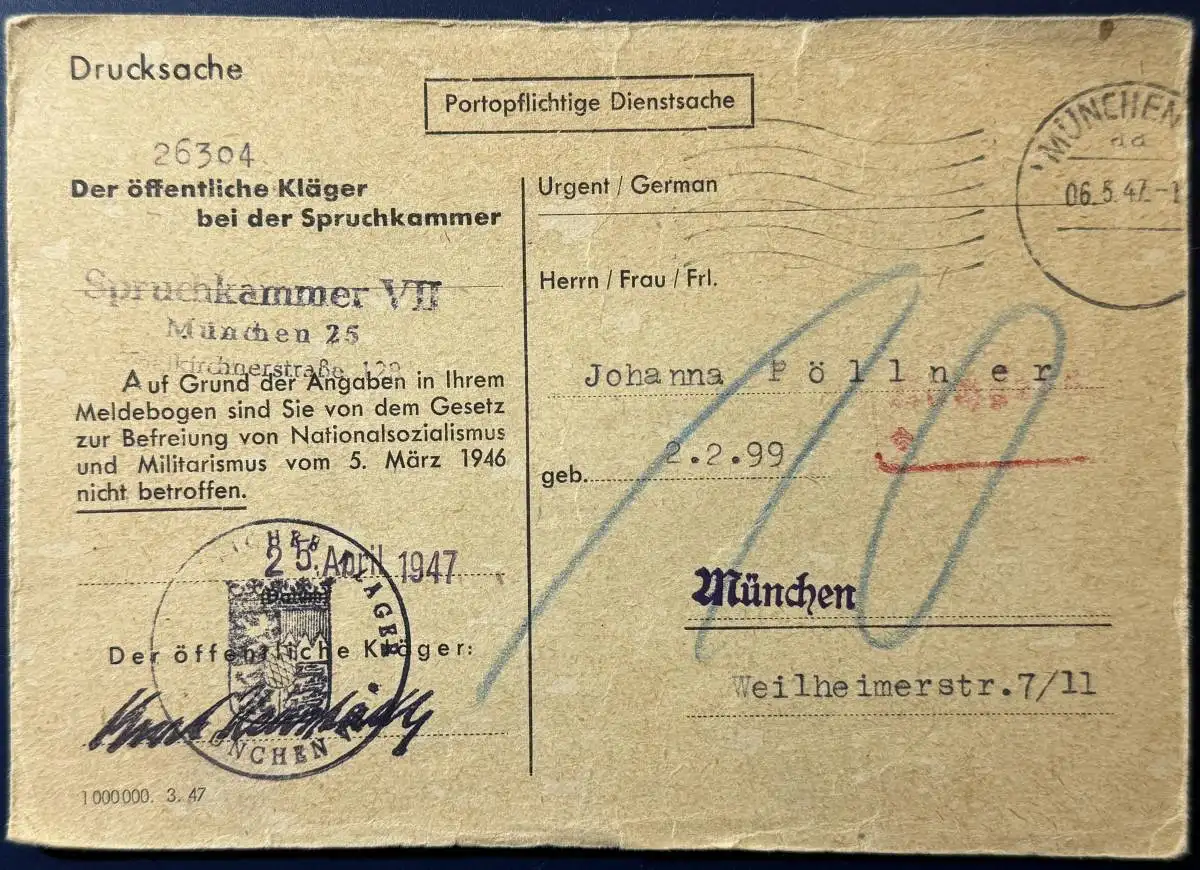 Drucksache
Portopflichtige Dienstsache
26304
Der öffentliche Kläger
bei der Spruchkammer
Spruchkammer VII
München 25
Auf Grund der Angaben in Ihrem
Meldebogen sind Sie von dem Gesetz
zur Befreiung von Nationalsozialismus
und Militarismus vom 5. März 1946
nicht betroffen.
25. April 1947
Der öffentliche Kläger:
MÜNCHEN
1000000. 3. 47
MÜNCHEN
06.5.47.-1
Urgent / German
Herrn / Frau / Frl.
Johanna Pöllner
geb. 2.2.99
München
Weilheimerstr.7/11
10